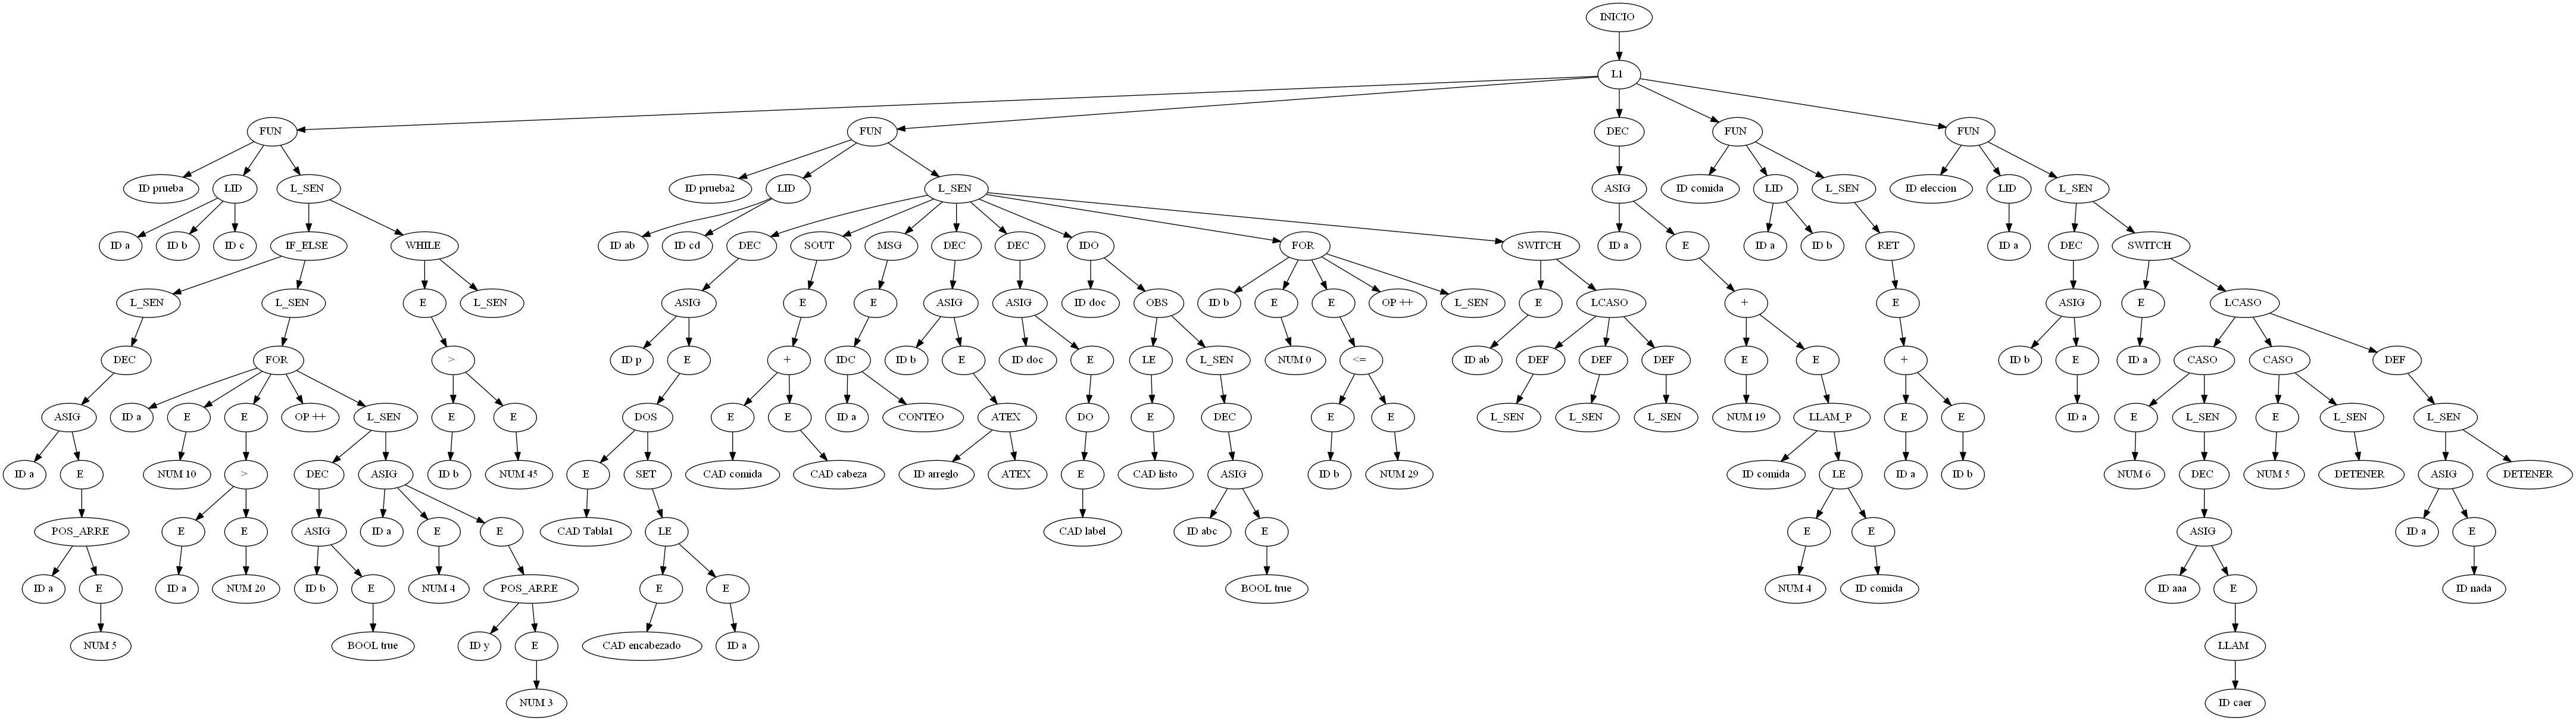 INICIO
L1
FUN FUN DEC FUN FUN
ID prueba LID L_SEN ID prueba2 LID L_SEN ASIG ID comida LID L_SEN ID eleccion LID L_SEN
ID a ID b ID c IF_ELSE WHILE ID ab ID cd DEC SOUT MSG DEC DEC IDO FOR SWITCH ID a E ID a ID b RET ID a DEC SWITCH
L_SEN L_SEN E L_SEN ASIG E E ASIG ASIG ID doc OBS ID b E E OP ++ L_SEN E LCASO + E ASIG E LCASO
DEC FOR > ID p E + IDC ID b E ID doc E LE L_SEN NUM 0 <= ID ab DEF DEF DEF E E + ID b E ID a CASO CASO DEF
ASIG ID a E E OP ++ L_SEN E E DOS E E ID a CONTEO ATEX DO E DEC E E L_SEN L_SEN L_SEN NUM 19 LLAM_P E E ID a E L_SEN E L_SEN L_SEN
ID a E NUM 10 > DEC ASIG ID b NUM 45 E SET CAD comida CAD cabeza ID arreglo ATEX E CAD listo ASIG ID b NUM 29 ID comida LE ID a ID b NUM 6 DEC NUM 5 DETENER ASIG DETENER
POS_ARRE E E ASIG ID a E E CAD Tabla1 LE CAD label ID abc E E E ASIG ID a E
ID a E ID a NUM 20 ID b E NUM 4 POS_ARRE E E BOOL true NUM 4 ID comida ID aaa E ID nada
NUM 5 BOOL true ID y E CAD encabezado ID a LLAM
NUM 3 ID caer